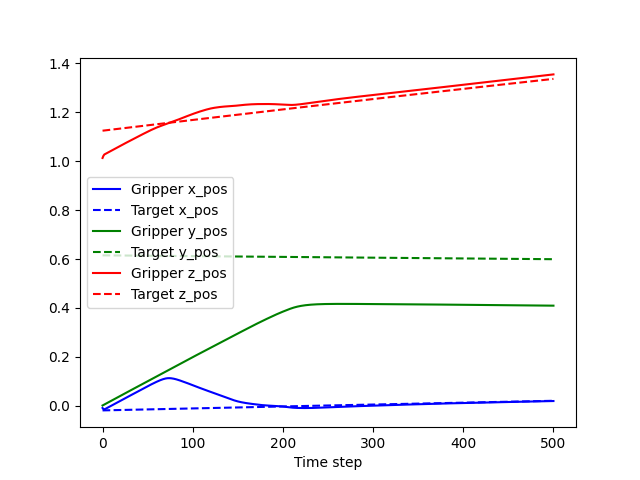 1.4
1.2
1.0
0.8
0.6
0.4
0.2
0.0
Gripper x_pos
Target x_pos
Gripper y_pos
Target y_pos
Gripper z_pos
Target z_pos
0 100 200 300 400 500
Time step